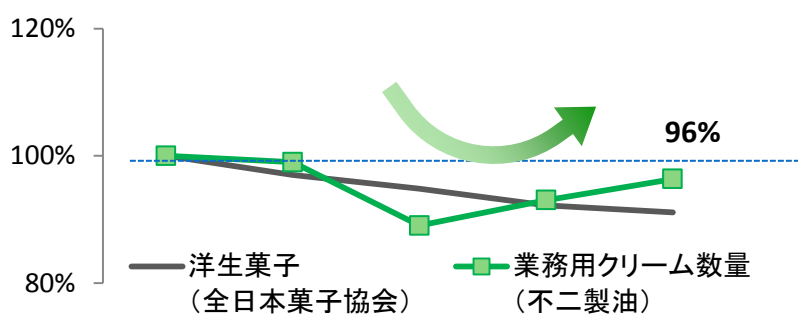 120%
96%
100%
80%
洋生菓子
（全日本菓子協会）
業務用クリーム数量
（不二製油）